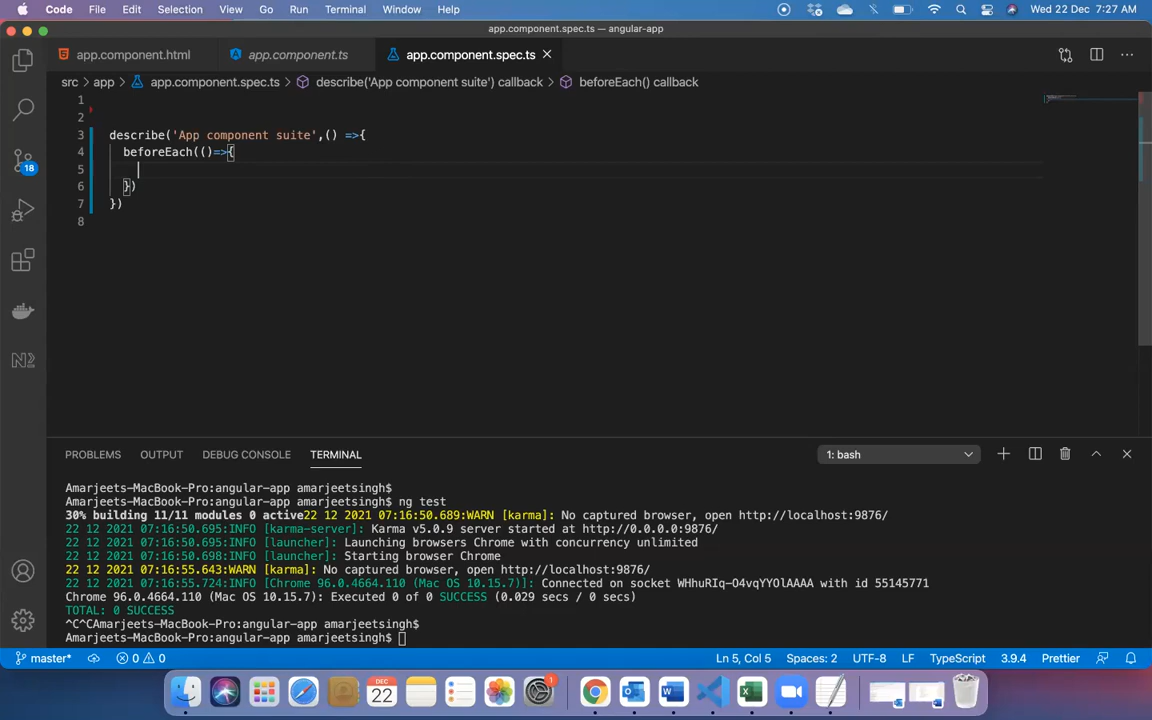 Code File Edit Selection View Go Run Terminal Window Help Wed 22 Dec 7:27 AM
app.component.spec.ts — angular-app
app.component.html app.component.ts app.component.spec.ts
src > app > app.component.spec.ts > describe('App component suite') callback > beforeEach() callback
1
2
3 describe('App component suite',() =>{
4 beforeEach(()=>{
5
6 })
7 })
8
18
PROBLEMS OUTPUT DEBUG CONSOLE TERMINAL 1: bash
Amarjeets-MacBook-Pro:angular-app amarjeetsingh$
Amarjeets-MacBook-Pro:angular-app amarjeetsingh$ ng test
30% building 11/11 modules 0 active22 12 2021 07:16:50.689:WARN [karma]: No captured browser, open http://localhost:9876/
22 12 2021 07:16:50.695:INFO [karma-server]: Karma v5.0.9 server started at http://0.0.0.0:9876/
22 12 2021 07:16:50.695:INFO [launcher]: Launching browsers Chrome with concurrency unlimited
22 12 2021 07:16:50.698:INFO [launcher]: Starting browser Chrome
22 12 2021 07:16:55.643:WARN [karma]: No captured browser, open http://localhost:9876/
22 12 2021 07:16:55.724:INFO [Chrome 96.0.4664.110 (Mac OS 10.15.7)]: Connected on socket WHhuRIq-O4vqYYOlAAAA with id 55145771
Chrome 96.0.4664.110 (Mac OS 10.15.7): Executed 0 of 0 SUCCESS (0.029 secs / 0 secs)
TOTAL: 0 SUCCESS
^C^CAmarjeets-MacBook-Pro:angular-app amarjeetsingh$
Amarjeets-MacBook-Pro:angular-app amarjeetsingh$
master* 0 0 Ln 5, Col 5 Spaces: 2 UTF-8 LF TypeScript 3.9.4 Prettier
DEC
22 1